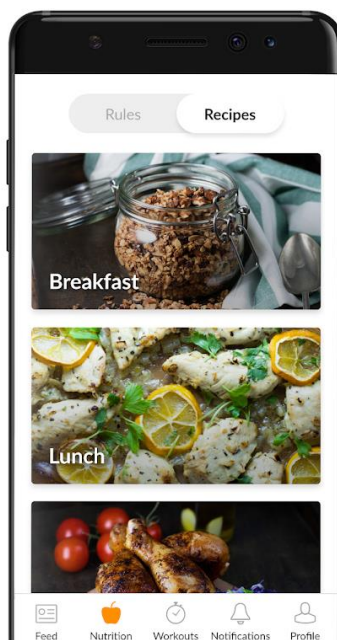 Rules Recipes
Breakfast
Lunch
Feed Nutrition Workouts Notifications Profile